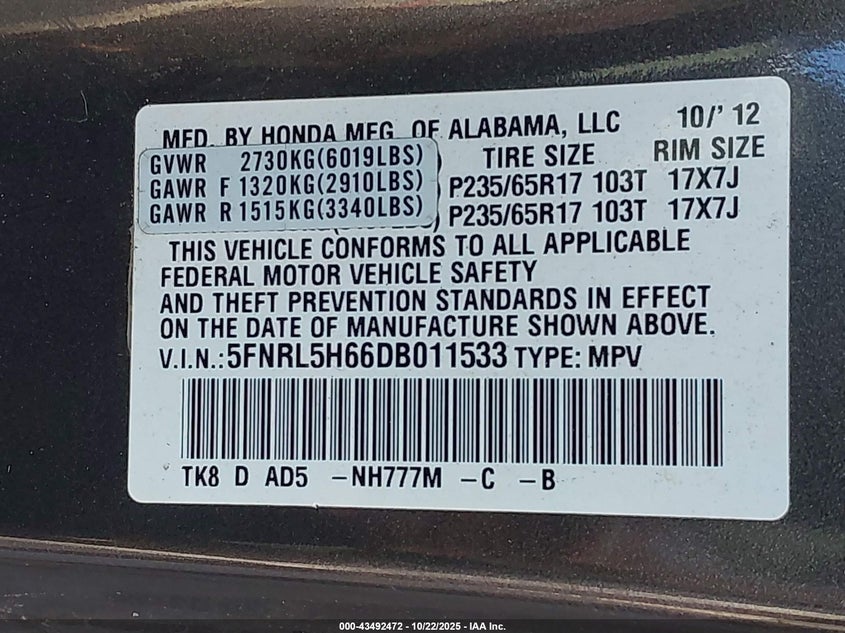 MFD. BY HONDA MFG. OF ALABAMA, LLC 10/'12
GVWR 2730KG(6019LBS) ) TIRE SIZE RIM SIZE
GAWR F 1320KG(2910LBS) ) P235/65R17 103T 17X7J
GAWR R 1515KG(3340LBS) ) P235/65R17 103T 17X7J
THIS VEHICLE CONFORMS TO ALL APPLICABLE
FEDERAL MOTOR VEHICLE SAFETY
AND THEFT PREVENTION STANDARDS IN EFFECT
ON THE DATE OF MANUFACTURE SHOWN ABOVE.
V.I.N.:5FNRL5H66DB011533 TYPE: MPV
TK8 D AD5 -NH777M -C -B
000-43492472 - 10/22/2025 - IAA Inc.